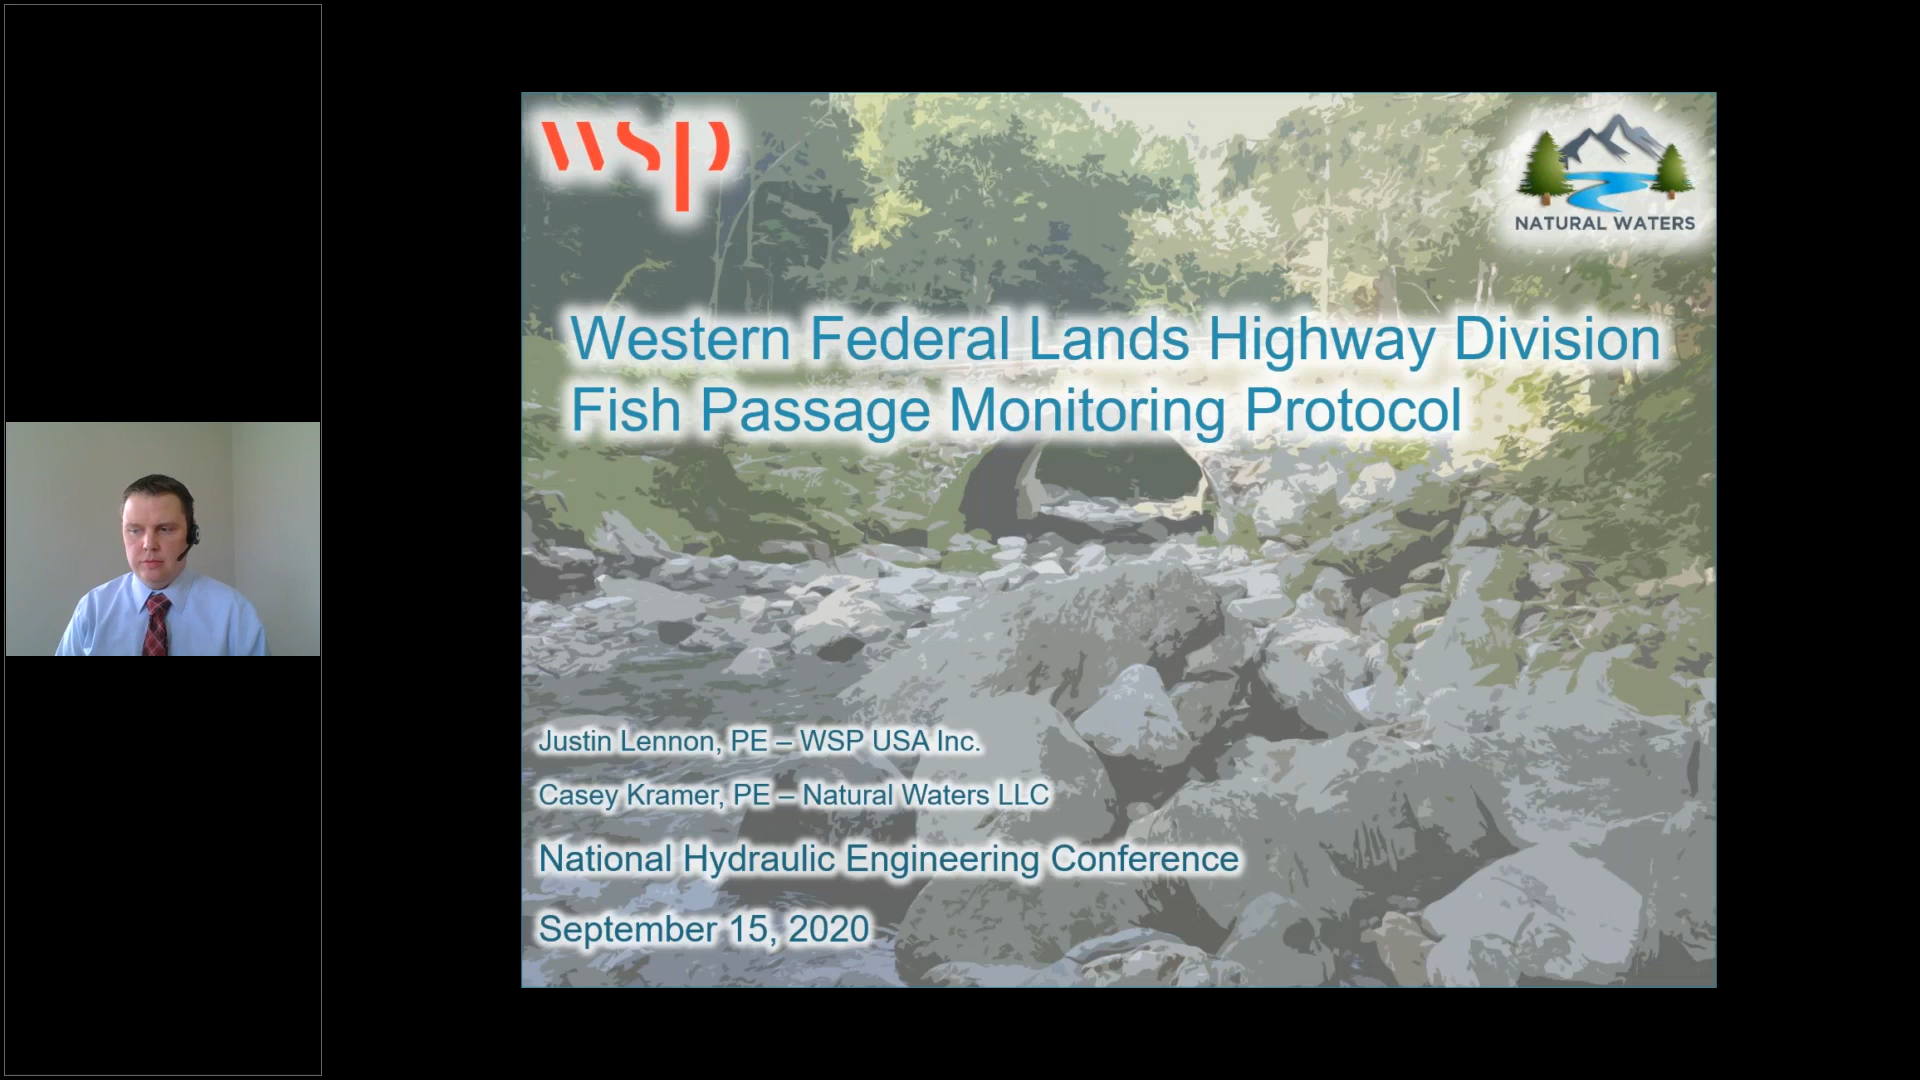 wsp
NATURAL WATERS
Western Federal Lands Highway Division
Fish Passage Monitoring Protocol
Justin Lennon, PE – WSP USA Inc.
Casey Kramer, PE – Natural Waters LLC
National Hydraulic Engineering Conference
September 15, 2020